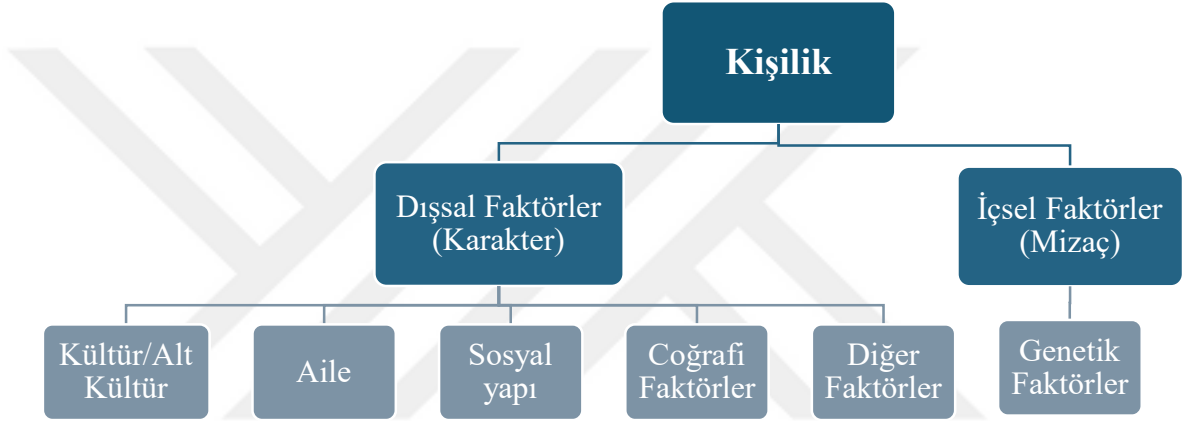 Kişilik
Dışsal Faktörler
(Karakter)
İçsel Faktörler
(Mizaç)
Kültür/Alt
Kültür
Aile
Sosyal
yapı
Coğrafi
Faktörler
Diğer
Faktörler
Genetik
Faktörler